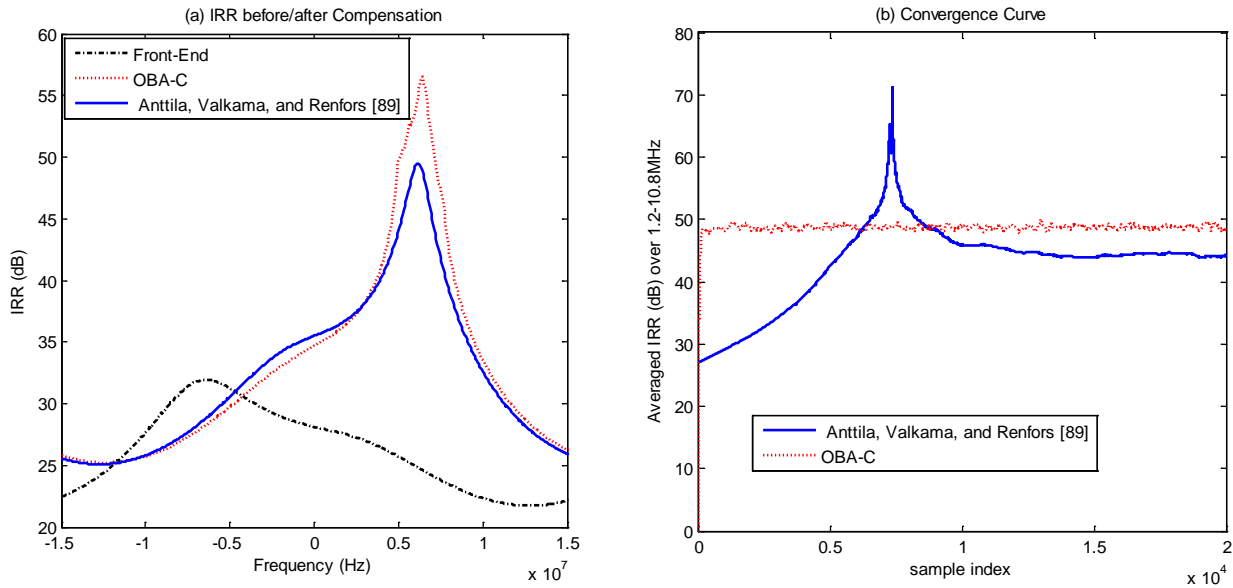 (a) IRR before/after Compensation
60
55
50
45
40
35
30
25
20
IRR (dB)
Front-End
OBA-C
Anttila, Valkama, and Renfors [89]
-1.5 -1 -0.5 0 0.5 1 1.5
x 10^7
Frequency (Hz)
(b) Convergence Curve
80
70
60
50
40
30
20
10
0
Averaged IRR (dB) over 1.2-10.8MHz
Anttila, Valkama, and Renfors [89]
OBA-C
0 0.5 1 1.5 2
x 10^4
sample index